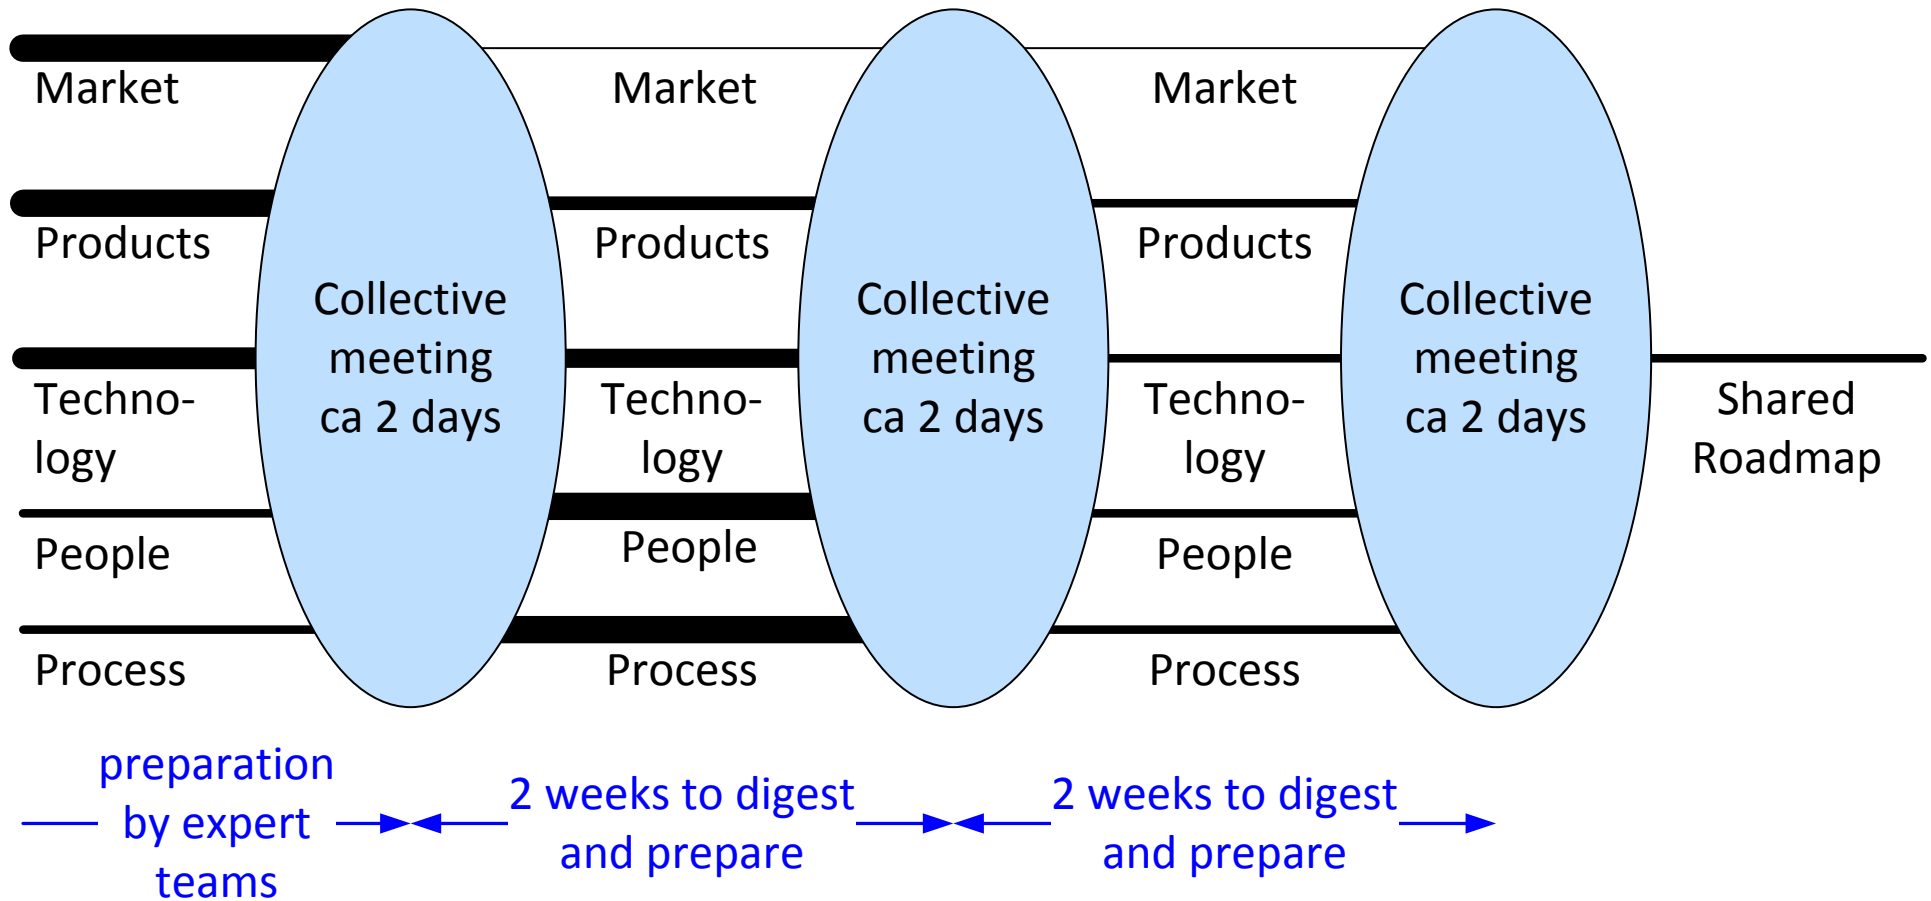 Market
Products
Techno-
logy
People
Process
Collective
meeting
ca 2 days
Market
Products
Techno-
logy
People
Process
Collective
meeting
ca 2 days
Market
Products
Techno-
logy
People
Process
Collective
meeting
ca 2 days
Shared
Roadmap
preparation
by expert
teams
2 weeks to digest
and prepare
2 weeks to digest
and prepare